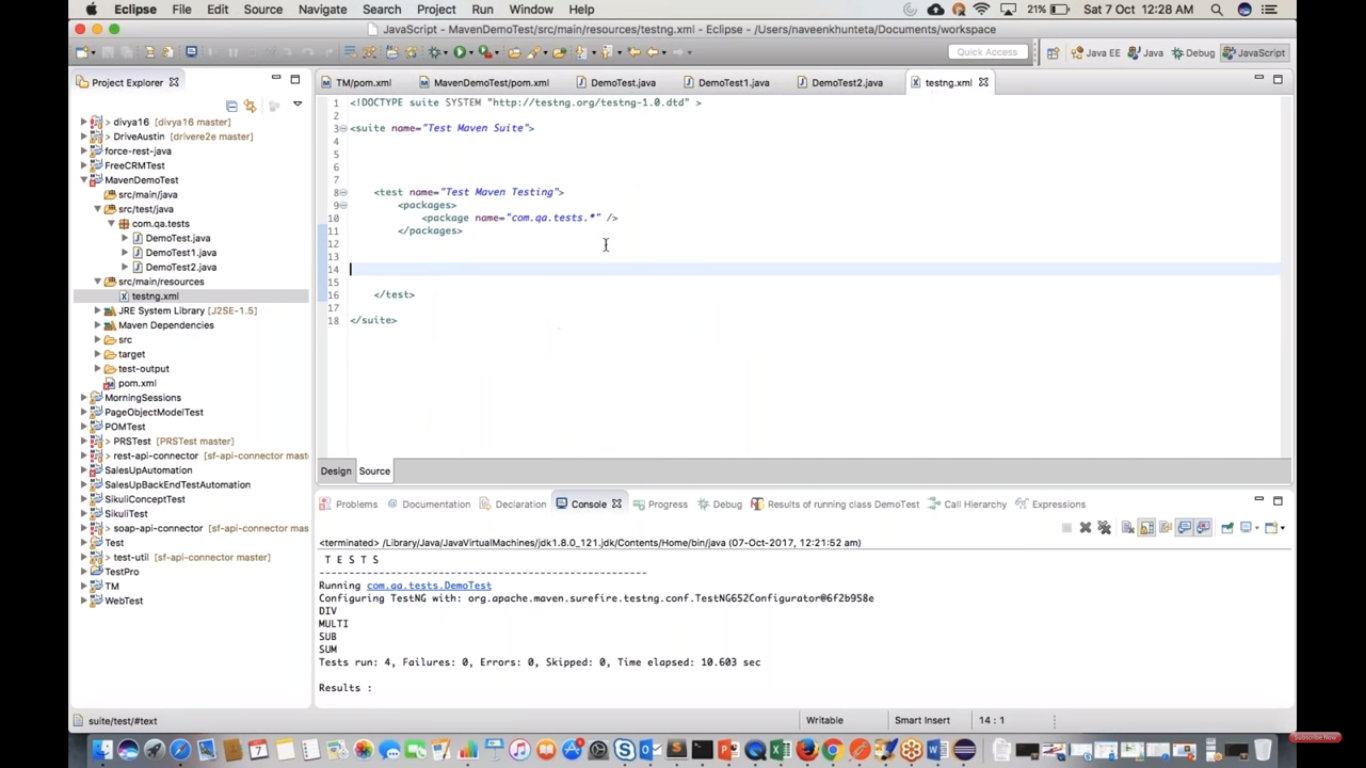 Eclipse File Edit Source Navigate Search Project Run Window Help 21% Sat 7 Oct 12:28 AM
JavaScript - MavenDemoTest/src/main/resources/testng.xml - Eclipse - /Users/naveenkhunteta/Documents/workspace
Quick Access Java EE Java Debug JavaScript
Project Explorer
> divya16 [divya16 master]
> DriveAustin [drivere2e master]
force-rest-java
FreeCRMTest
MavenDemoTest
src/main/java
src/test/java
com.qa.tests
DemoTest.java
DemoTest1.java
DemoTest2.java
src/main/resources
testng.xml
JRE System Library [J2SE-1.5]
Maven Dependencies
src
target
test-output
pom.xml
MorningSessions
PageObjectModelTest
POMTest
> PRSTest [PRSTest master]
> rest-api-connector [sf-api-connector mast
SalesUpAutomation
SalesUpBackEndTestAutomation
SikuliConceptTest
SikuliTest
> soap-api-connector [sf-api-connector mas
Test
> test-util [sf-api-connector master]
TestPro
TM
WebTest
TM/pom.xml MavenDemoTest/pom.xml DemoTest.java DemoTest1.java DemoTest2.java testng.xml
1 <!DOCTYPE suite SYSTEM "http://testng.org/testng-1.0.dtd" >
2
3 <suite name="Test Maven Suite">
4
5
6
7
8 <test name="Test Maven Testing">
9 <packages>
10 <package name="com.qa.tests.*" />
11 </packages>
12
13
14
15
16 </test>
17
18 </suite>
Design Source
Problems Documentation Declaration Console Progress Debug Results of running class DemoTest Call Hierarchy Expressions
<terminated> /Library/Java/JavaVirtualMachines/jdk1.8.0_121.jdk/Contents/Home/bin/java (07-Oct-2017, 12:21:52 am)
T E S T S
-------------------------------------------------------
Running com.qa.tests.DemoTest
Configuring TestNG with: org.apache.maven.surefire.testng.conf.TestNG652Configurator@6f2b958e
DIV
MULTI
SUB
SUM
Tests run: 4, Failures: 0, Errors: 0, Skipped: 0, Time elapsed: 10.603 sec
Results :
suite/test/#text Writable Smart Insert 14 : 1
Subscribe Now